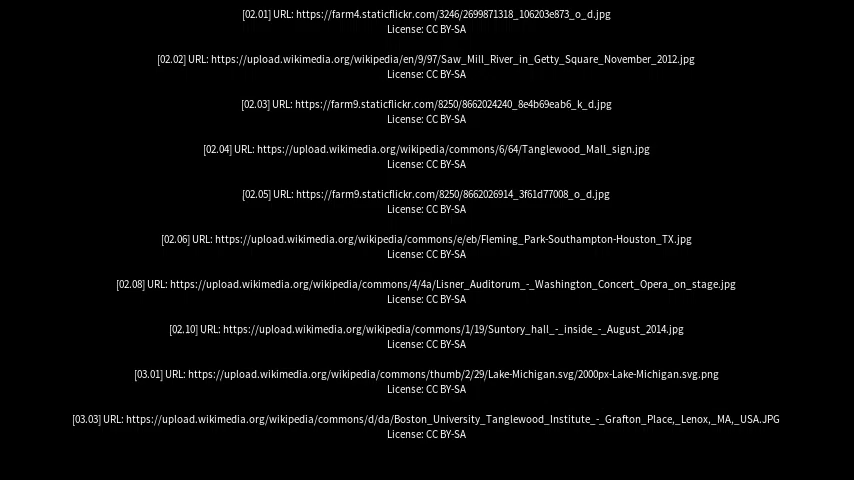 [02.01] URL: https://farm4.staticflickr.com/3246/2699871318_106203e873_o_d.jpg
License: CC BY-SA
[02.02] URL: https://upload.wikimedia.org/wikipedia/en/9/97/Saw_Mill_River_in_Getty_Square_November_2012.jpg
License: CC BY-SA
[02.03] URL: https://farm9.staticflickr.com/8250/8662024240_8e4b69eab6_k_d.jpg
License: CC BY-SA
[02.04] URL: https://upload.wikimedia.org/wikipedia/commons/6/64/Tanglewood_Mall_sign.jpg
License: CC BY-SA
[02.05] URL: https://farm9.staticflickr.com/8250/8662026914_3f61d77008_o_d.jpg
License: CC BY-SA
[02.06] URL: https://upload.wikimedia.org/wikipedia/commons/e/eb/Fleming_Park-Southampton-Houston_TX.jpg
License: CC BY-SA
[02.08] URL: https://upload.wikimedia.org/wikipedia/commons/4/4a/Lisner_Auditorium_-_Washington_Concert_Opera_on_stage.jpg
License: CC BY-SA
[02.10] URL: https://upload.wikimedia.org/wikipedia/commons/1/19/Suntory_hall_-_inside_-_August_2014.jpg
License: CC BY-SA
[03.01] URL: https://upload.wikimedia.org/wikipedia/commons/thumb/2/29/Lake-Michigan.svg/2000px-Lake-Michigan.svg.png
License: CC BY-SA
[03.03] URL: https://upload.wikimedia.org/wikipedia/commons/d/da/Boston_University_Tanglewood_Institute_-_Grafton_Place,_Lenox,_MA,_USA.JPG
License: CC BY-SA